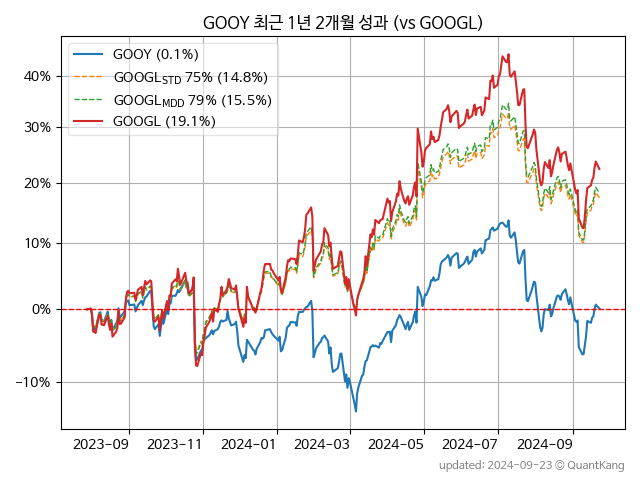 GOOY 최근 1년 2개월 성과 (vs GOOGL)
GOOY (0.1%)
GOOGL_STD 75% (14.8%)
GOOGL_MDD 79% (15.5%)
GOOGL (19.1%)
40%
30%
20%
10%
0%
−10%
2023−09 2023−11 2024−01 2024−03 2024−05 2024−07 2024−09
updated: 2024-09-23 © QuantKang